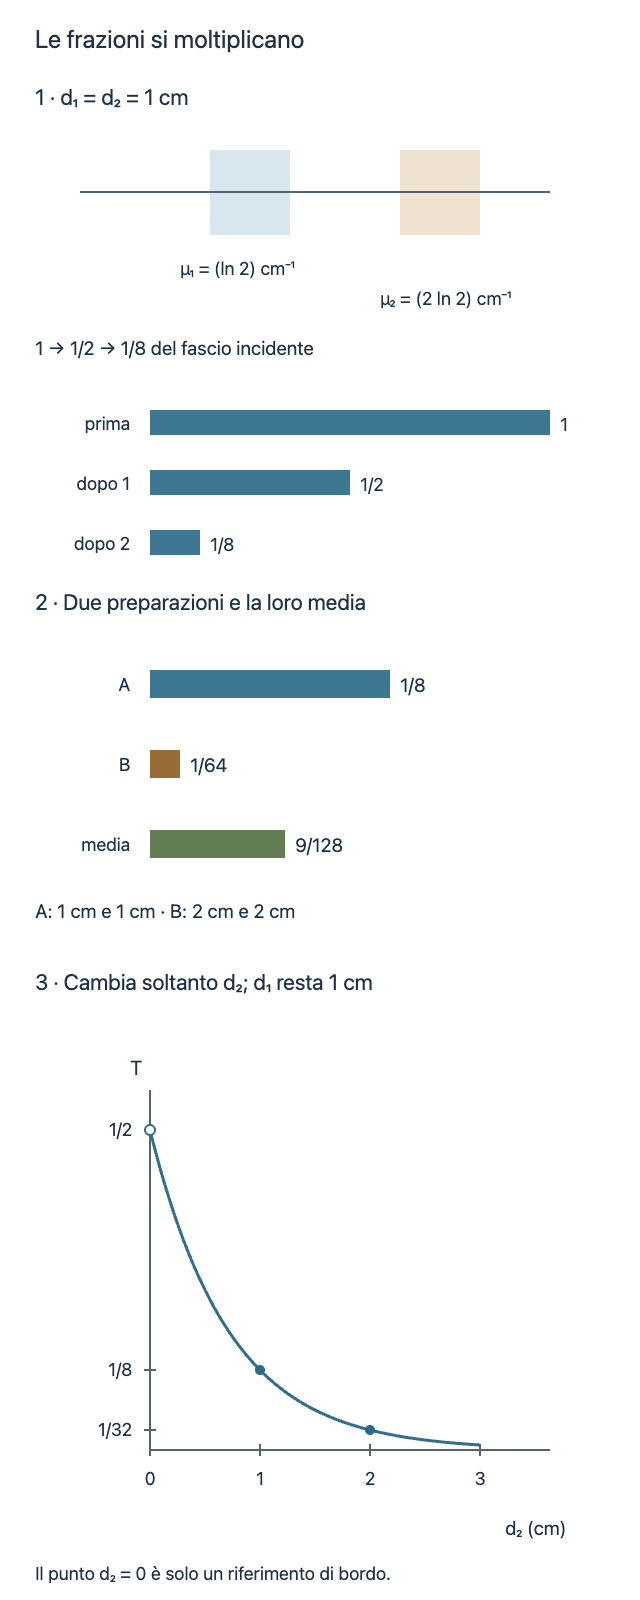 Le frazioni si moltiplicano
1 · d₁ = d₂ = 1 cm
μ₁ = (ln 2) cm⁻¹
μ₂ = (2 ln 2) cm⁻¹
1 → 1/2 → 1/8 del fascio incidente
prima 1
dopo 1 1/2
dopo 2 1/8
2 · Due preparazioni e la loro media
A 1/8
B 1/64
media 9/128
A: 1 cm e 1 cm · B: 2 cm e 2 cm
3 · Cambia soltanto d₂; d₁ resta 1 cm
T
1/2
1/8
1/32
0 1 2 3
d₂ (cm)
Il punto d₂ = 0 è solo un riferimento di bordo.